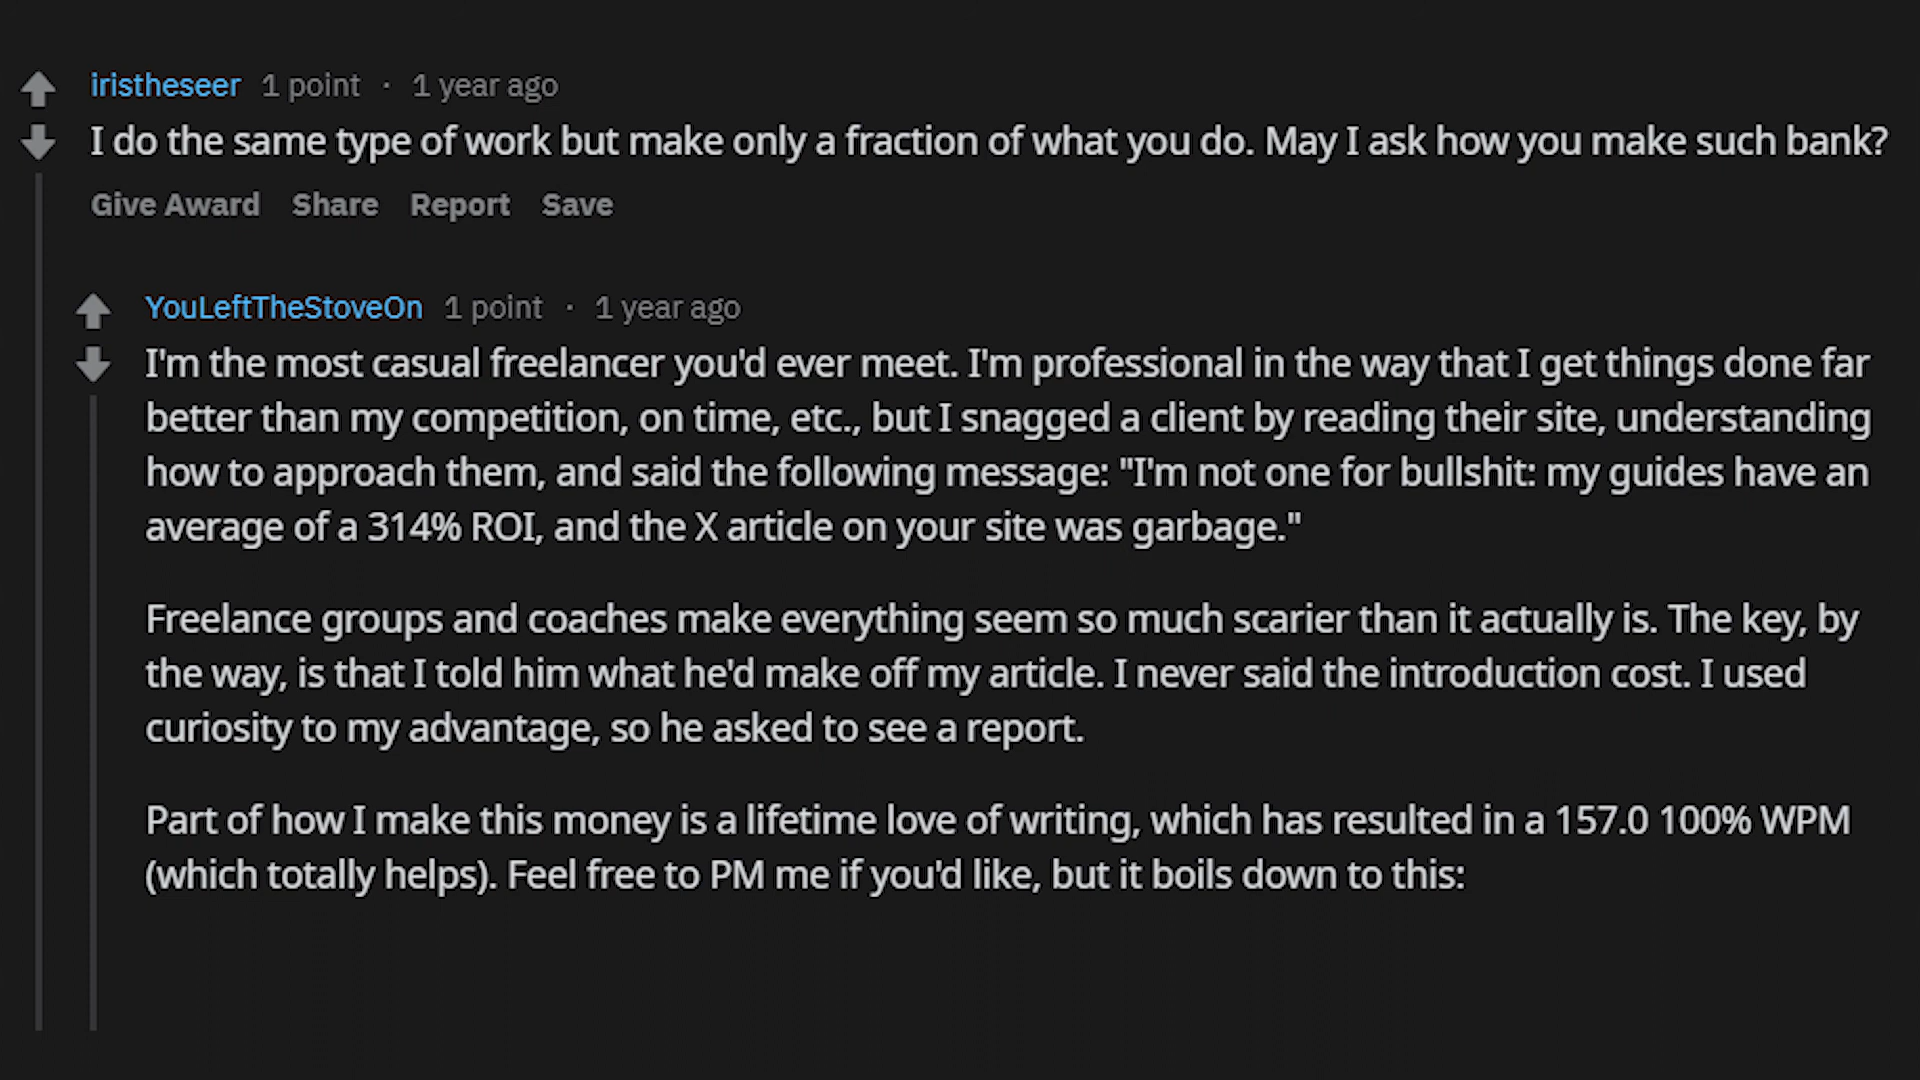 iristheseer 1 point · 1 year ago
I do the same type of work but make only a fraction of what you do. May I ask how you make such bank?
Give Award Share Report Save
YouLeftTheStoveOn 1 point · 1 year ago
I'm the most casual freelancer you'd ever meet. I'm professional in the way that I get things done far
better than my competition, on time, etc., but I snagged a client by reading their site, understanding
how to approach them, and said the following message: "I'm not one for bullshit: my guides have an
average of a 314% ROI, and the X article on your site was garbage."
Freelance groups and coaches make everything seem so much scarier than it actually is. The key, by
the way, is that I told him what he'd make off my article. I never said the introduction cost. I used
curiosity to my advantage, so he asked to see a report.
Part of how I make this money is a lifetime love of writing, which has resulted in a 157.0 100% WPM
(which totally helps). Feel free to PM me if you'd like, but it boils down to this: